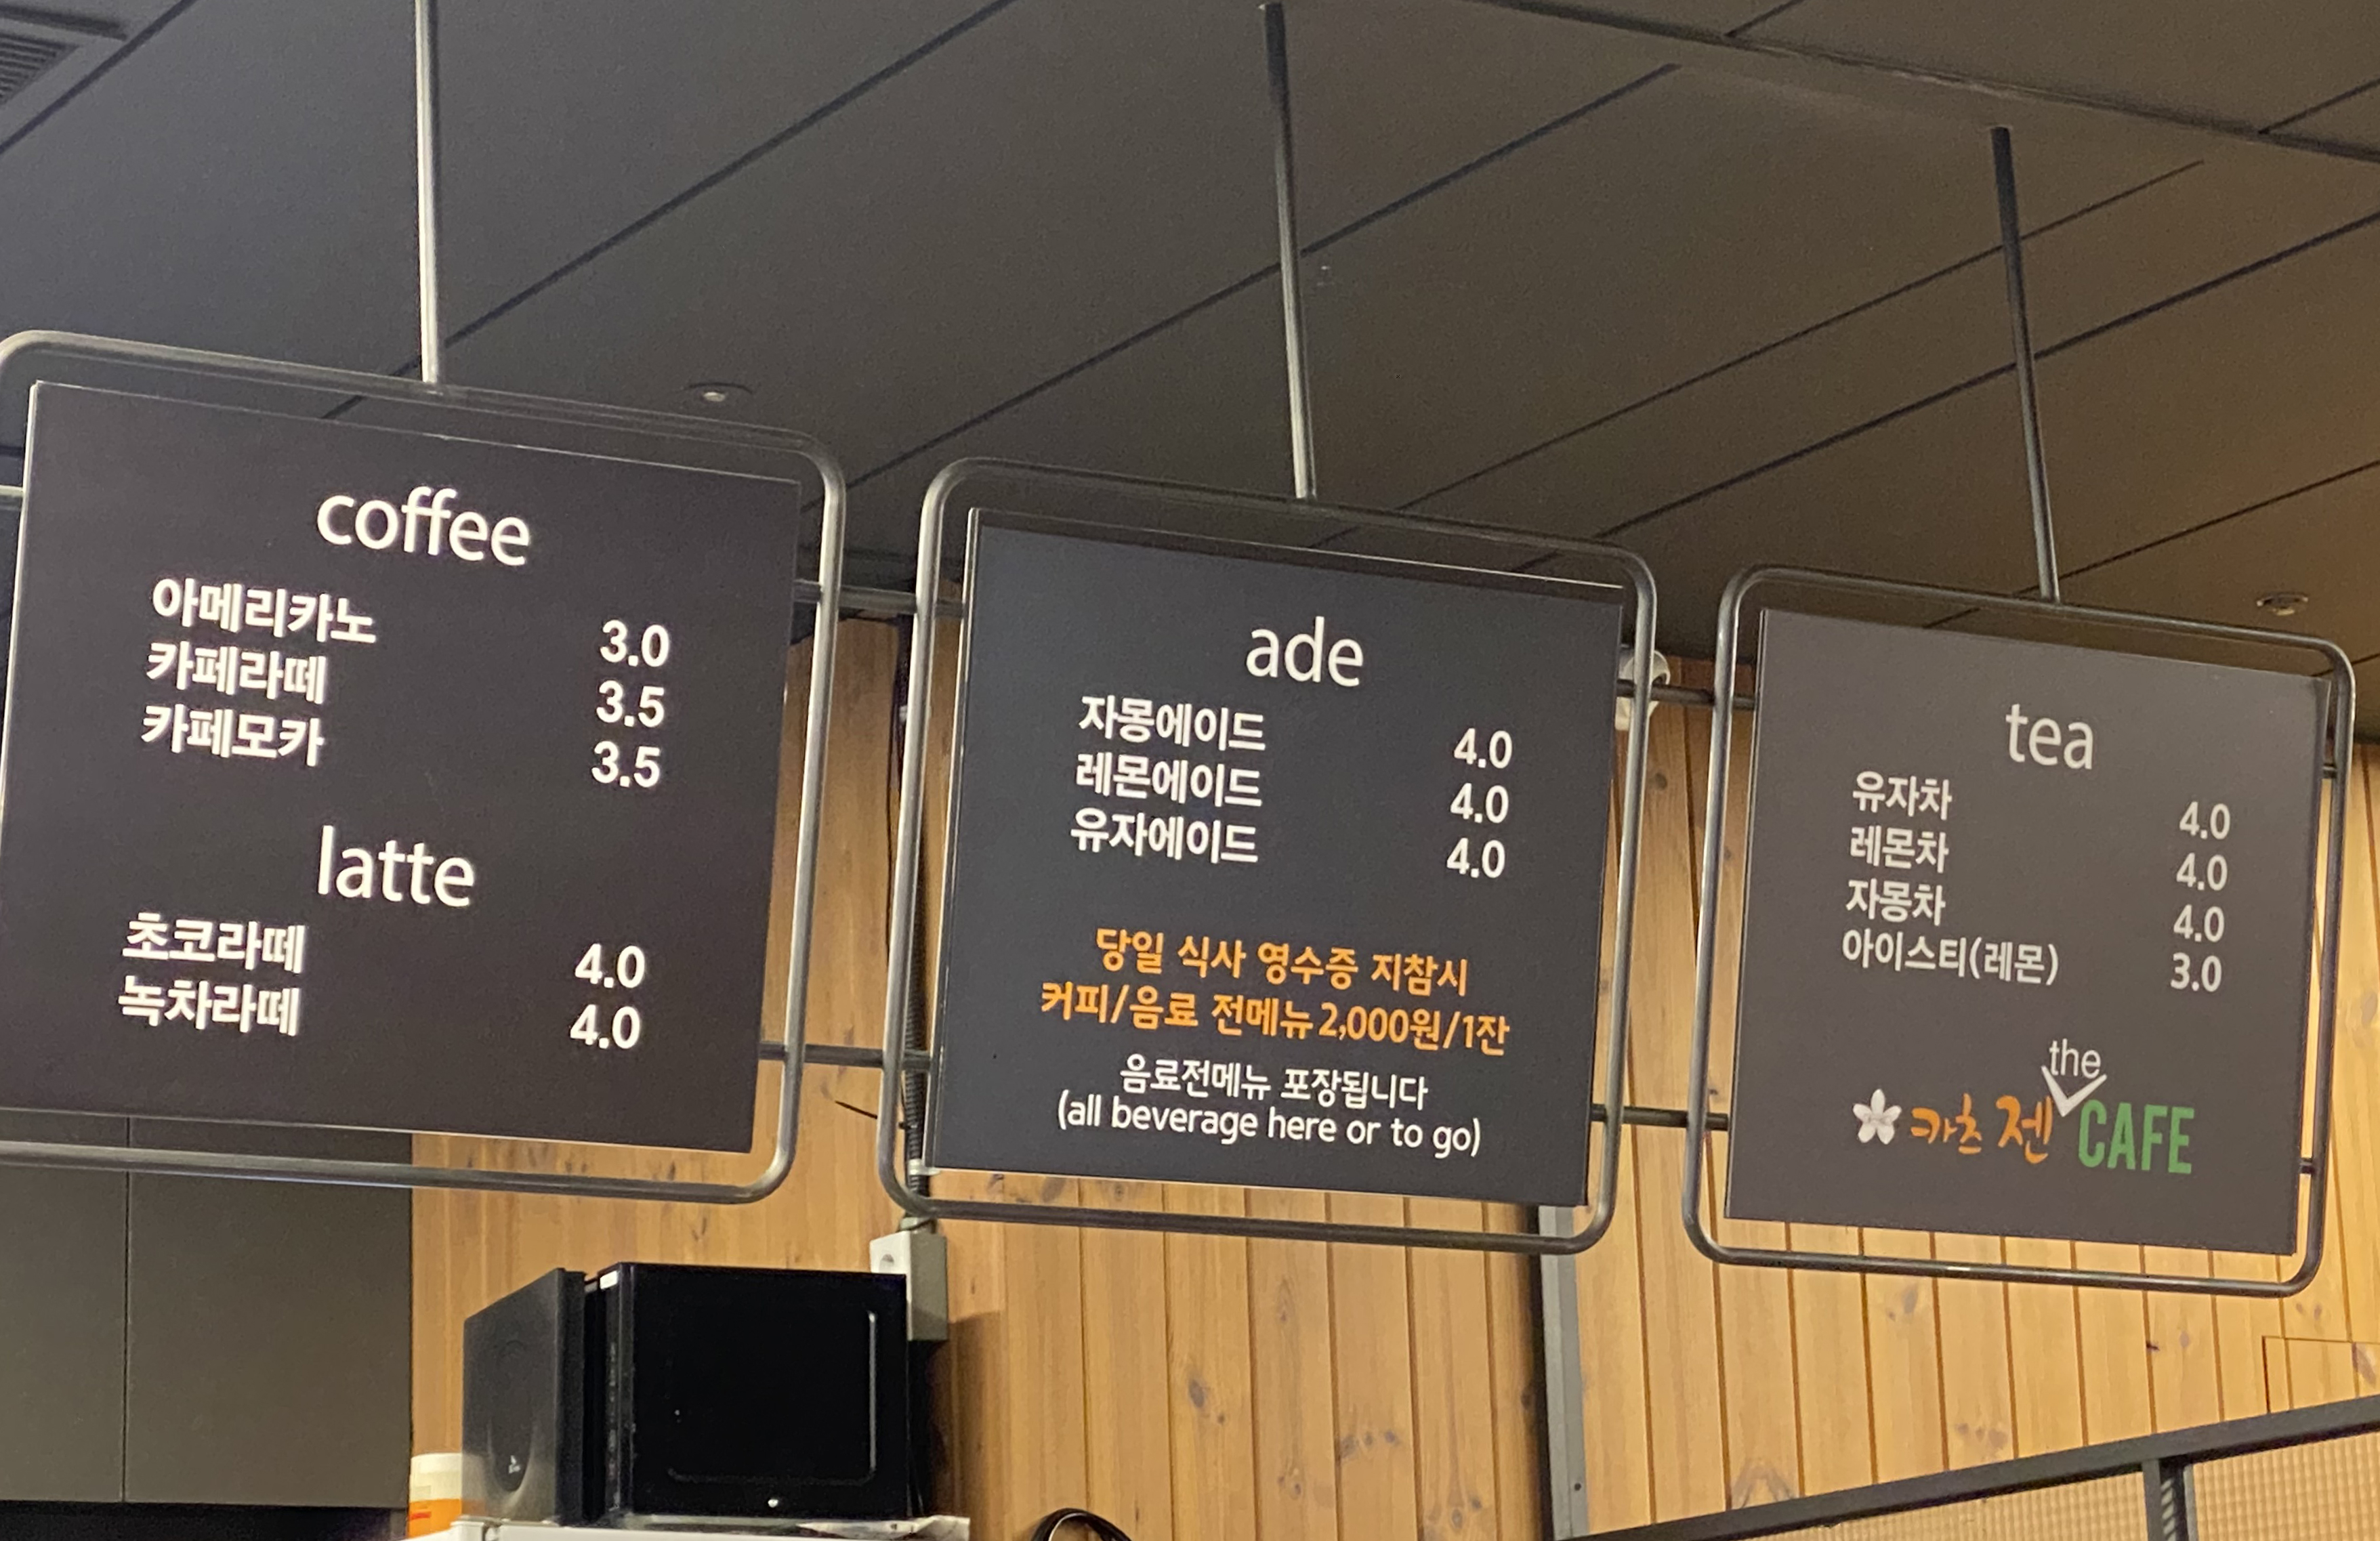 coffee
아메리카노 3.0
카페라떼 3.5
카페모카 3.5
latte
초코라떼 4.0
녹차라떼 4.0
ade
자몽에이드 4.0
레몬에이드 4.0
유자에이드 4.0
당일 식사 영수증 지참시
커피/음료 전메뉴 2,000원/1잔
음료전메뉴 포장됩니다
(all beverage here or to go)
tea
유자차 4.0
레몬차 4.0
자몽차 4.0
아이스티(레몬) 3.0
the
카츠젠 CAFE